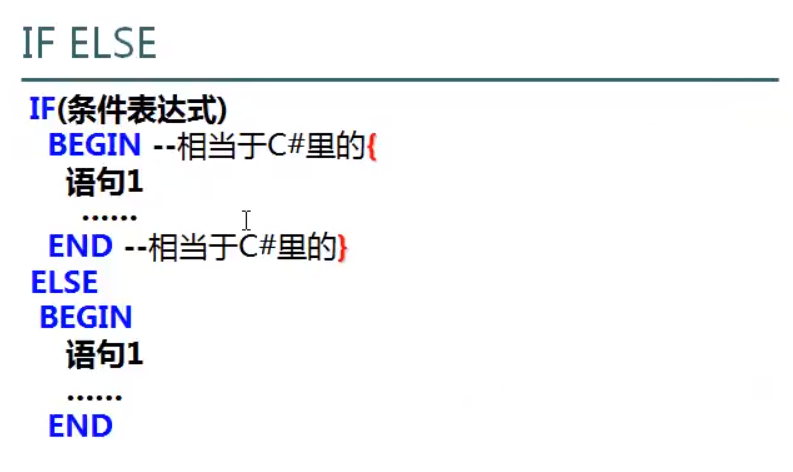 IF ELSE
IF(条件表达式)
BEGIN --相当于C#里的{
语句1
......
END --相当于C#里的}
ELSE
BEGIN
语句1
......
END